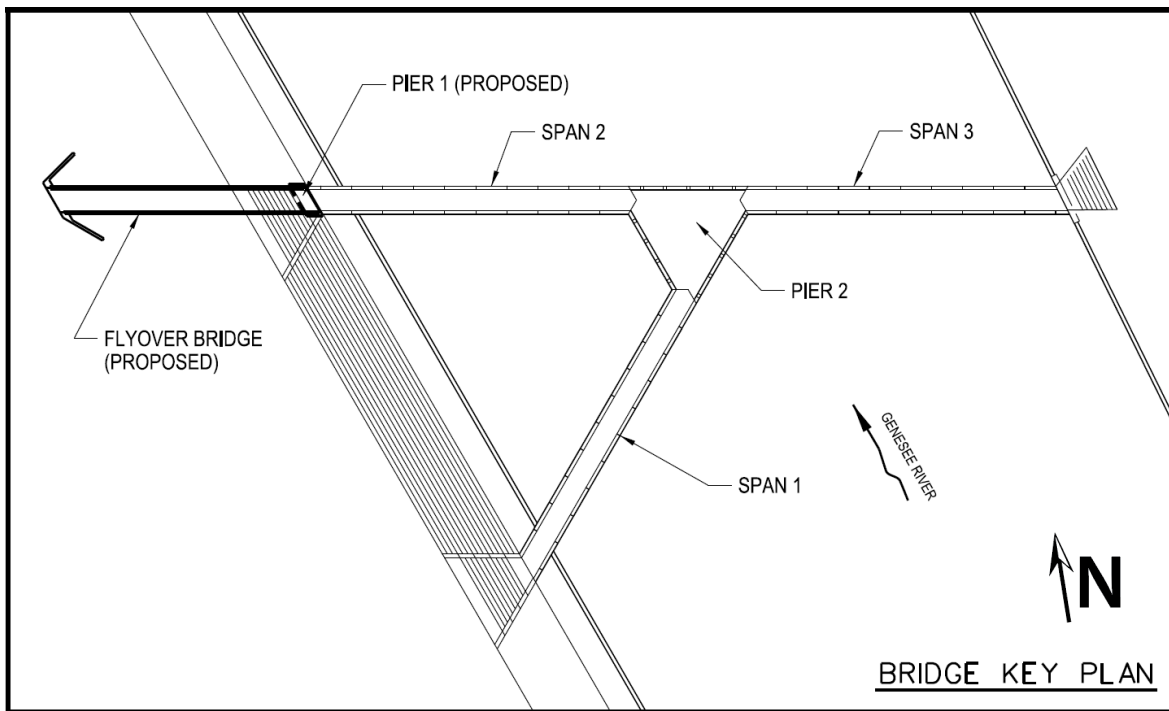 PIER 1 (PROPOSED)
SPAN 2
SPAN 3
PIER 2
FLYOVER BRIDGE
(PROPOSED)
GENESEE RIVER
SPAN 1
N
BRIDGE KEY PLAN